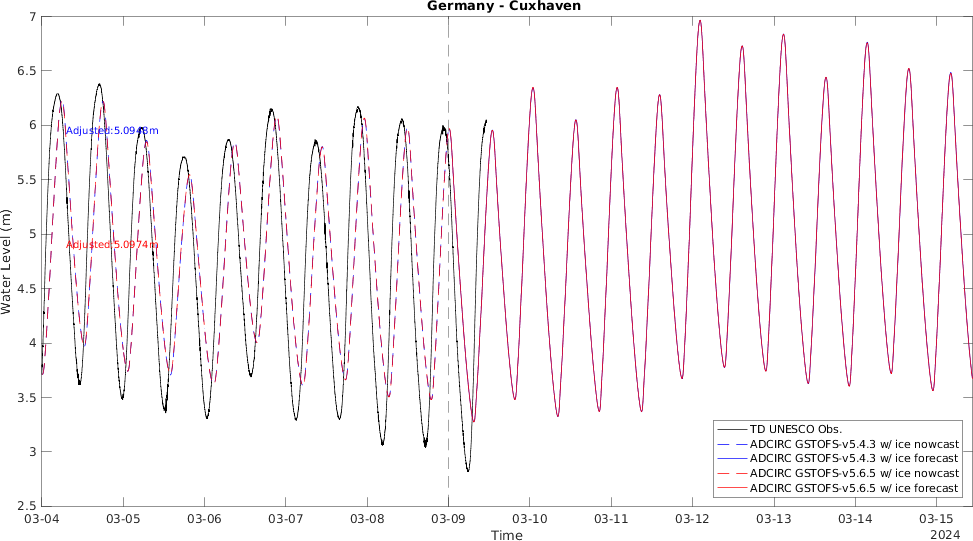 Germany - Cuxhaven
7
6.5
6
5.5
5
4.5
4
3.5
3
2.5
Water Level (m)
Adjusted:5.0943m
Adjusted:5.0974m
TD UNESCO Obs.
ADCIRC GSTOFS-v5.4.3 w/ ice nowcast
ADCIRC GSTOFS-v5.4.3 w/ ice forecast
ADCIRC GSTOFS-v5.6.5 w/ ice nowcast
ADCIRC GSTOFS-v5.6.5 w/ ice forecast
03-04 03-05 03-06 03-07 03-08 03-09 03-10 03-11 03-12 03-13 03-14 03-15
Time
2024